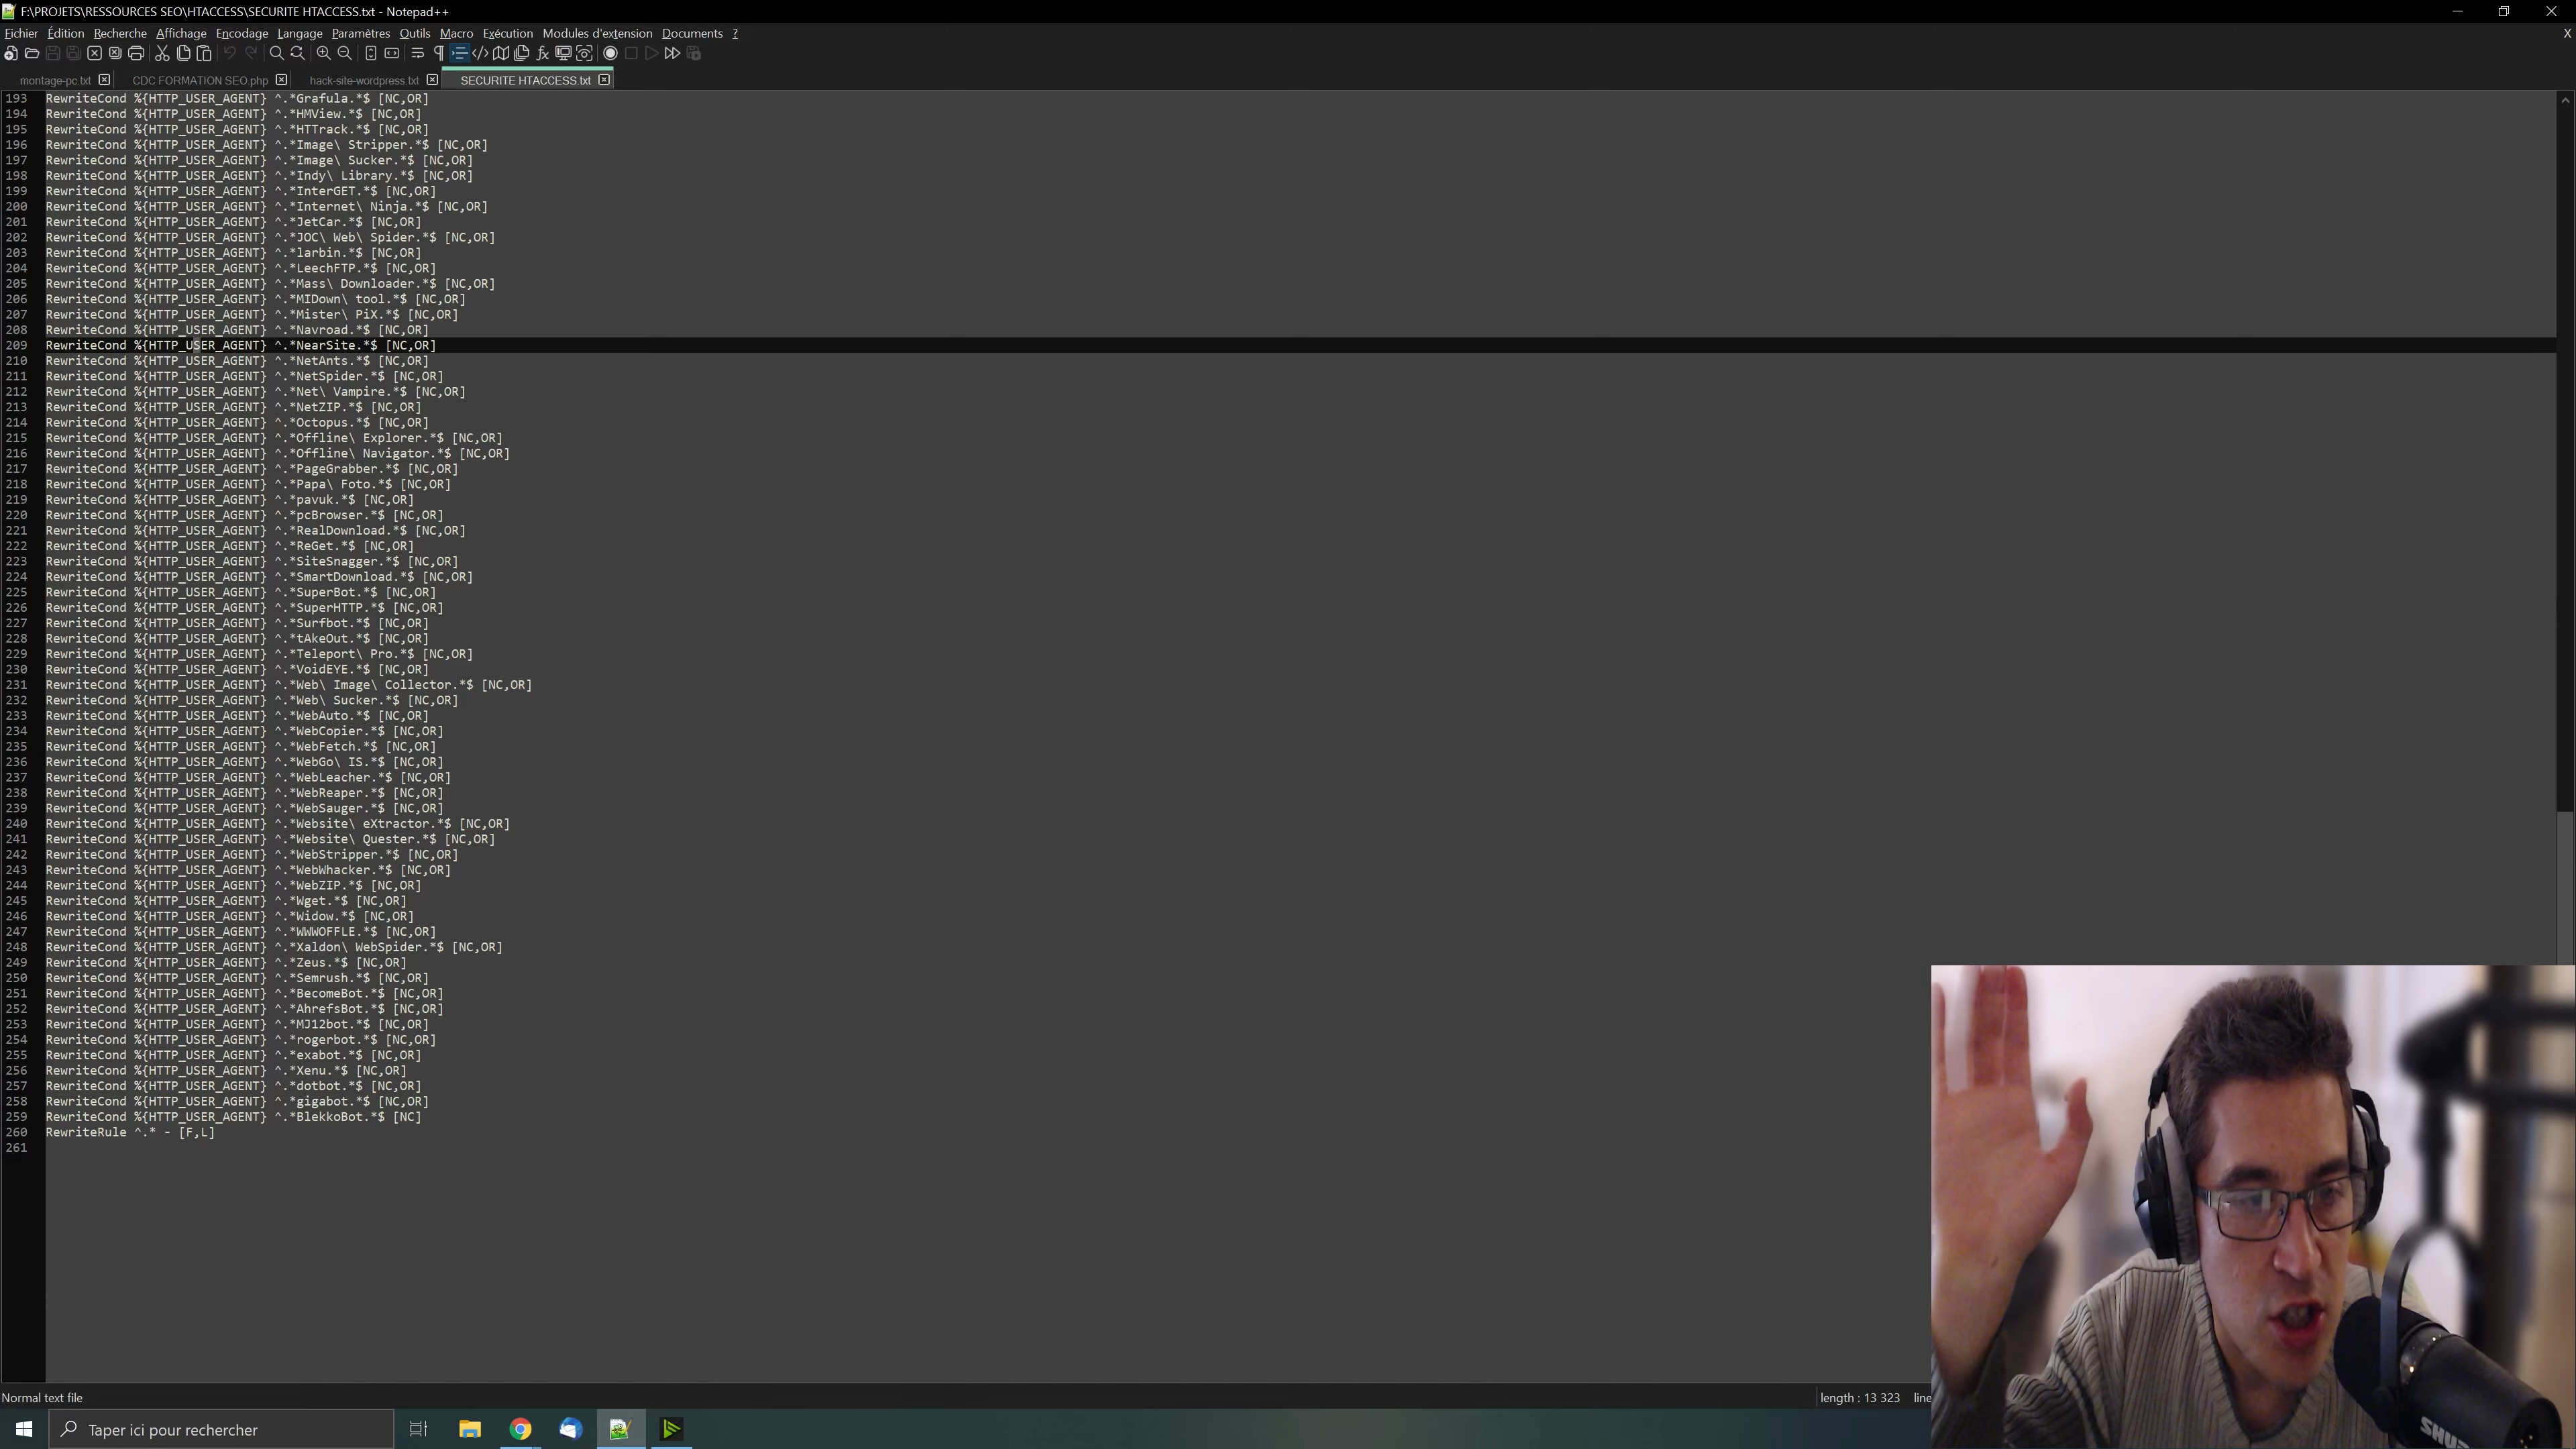 F:\PROJETS\RESSOURCES SEO\HTACCESS\SECURITE HTACCESS.txt - Notepad++
Fichier Édition Recherche Affichage Encodage Langage Paramètres Outils Macro Exécution Modules d'extension Documents ? X
montage-pc.txt CDC FORMATION SEO.php hack-site-wordpress.txt SECURITE HTACCESS.txt
193 RewriteCond %{HTTP_USER_AGENT} ^.*Grafula.*$ [NC,OR]
194 RewriteCond %{HTTP_USER_AGENT} ^.*HMView.*$ [NC,OR]
195 RewriteCond %{HTTP_USER_AGENT} ^.*HTTrack.*$ [NC,OR]
196 RewriteCond %{HTTP_USER_AGENT} ^.*Image\ Stripper.*$ [NC,OR]
197 RewriteCond %{HTTP_USER_AGENT} ^.*Image\ Sucker.*$ [NC,OR]
198 RewriteCond %{HTTP_USER_AGENT} ^.*Indy\ Library.*$ [NC,OR]
199 RewriteCond %{HTTP_USER_AGENT} ^.*InterGET.*$ [NC,OR]
200 RewriteCond %{HTTP_USER_AGENT} ^.*Internet\ Ninja.*$ [NC,OR]
201 RewriteCond %{HTTP_USER_AGENT} ^.*JetCar.*$ [NC,OR]
202 RewriteCond %{HTTP_USER_AGENT} ^.*JOC\ Web\ Spider.*$ [NC,OR]
203 RewriteCond %{HTTP_USER_AGENT} ^.*larbin.*$ [NC,OR]
204 RewriteCond %{HTTP_USER_AGENT} ^.*LeechFTP.*$ [NC,OR]
205 RewriteCond %{HTTP_USER_AGENT} ^.*Mass\ Downloader.*$ [NC,OR]
206 RewriteCond %{HTTP_USER_AGENT} ^.*MIDown\ tool.*$ [NC,OR]
207 RewriteCond %{HTTP_USER_AGENT} ^.*Mister\ PiX.*$ [NC,OR]
208 RewriteCond %{HTTP_USER_AGENT} ^.*Navroad.*$ [NC,OR]
209 RewriteCond %{HTTP_USER_AGENT} ^.*NearSite.*$ [NC,OR]
210 RewriteCond %{HTTP_USER_AGENT} ^.*NetAnts.*$ [NC,OR]
211 RewriteCond %{HTTP_USER_AGENT} ^.*NetSpider.*$ [NC,OR]
212 RewriteCond %{HTTP_USER_AGENT} ^.*Net\ Vampire.*$ [NC,OR]
213 RewriteCond %{HTTP_USER_AGENT} ^.*NetZIP.*$ [NC,OR]
214 RewriteCond %{HTTP_USER_AGENT} ^.*Octopus.*$ [NC,OR]
215 RewriteCond %{HTTP_USER_AGENT} ^.*Offline\ Explorer.*$ [NC,OR]
216 RewriteCond %{HTTP_USER_AGENT} ^.*Offline\ Navigator.*$ [NC,OR]
217 RewriteCond %{HTTP_USER_AGENT} ^.*PageGrabber.*$ [NC,OR]
218 RewriteCond %{HTTP_USER_AGENT} ^.*Papa\ Foto.*$ [NC,OR]
219 RewriteCond %{HTTP_USER_AGENT} ^.*pavuk.*$ [NC,OR]
220 RewriteCond %{HTTP_USER_AGENT} ^.*pcBrowser.*$ [NC,OR]
221 RewriteCond %{HTTP_USER_AGENT} ^.*RealDownload.*$ [NC,OR]
222 RewriteCond %{HTTP_USER_AGENT} ^.*ReGet.*$ [NC,OR]
223 RewriteCond %{HTTP_USER_AGENT} ^.*SiteSnagger.*$ [NC,OR]
224 RewriteCond %{HTTP_USER_AGENT} ^.*SmartDownload.*$ [NC,OR]
225 RewriteCond %{HTTP_USER_AGENT} ^.*SuperBot.*$ [NC,OR]
226 RewriteCond %{HTTP_USER_AGENT} ^.*SuperHTTP.*$ [NC,OR]
227 RewriteCond %{HTTP_USER_AGENT} ^.*Surfbot.*$ [NC,OR]
228 RewriteCond %{HTTP_USER_AGENT} ^.*tAkeOut.*$ [NC,OR]
229 RewriteCond %{HTTP_USER_AGENT} ^.*Teleport\ Pro.*$ [NC,OR]
230 RewriteCond %{HTTP_USER_AGENT} ^.*VoidEYE.*$ [NC,OR]
231 RewriteCond %{HTTP_USER_AGENT} ^.*Web\ Image\ Collector.*$ [NC,OR]
232 RewriteCond %{HTTP_USER_AGENT} ^.*Web\ Sucker.*$ [NC,OR]
233 RewriteCond %{HTTP_USER_AGENT} ^.*WebAuto.*$ [NC,OR]
234 RewriteCond %{HTTP_USER_AGENT} ^.*WebCopier.*$ [NC,OR]
235 RewriteCond %{HTTP_USER_AGENT} ^.*WebFetch.*$ [NC,OR]
236 RewriteCond %{HTTP_USER_AGENT} ^.*WebGo\ IS.*$ [NC,OR]
237 RewriteCond %{HTTP_USER_AGENT} ^.*WebLeacher.*$ [NC,OR]
238 RewriteCond %{HTTP_USER_AGENT} ^.*WebReaper.*$ [NC,OR]
239 RewriteCond %{HTTP_USER_AGENT} ^.*WebSauger.*$ [NC,OR]
240 RewriteCond %{HTTP_USER_AGENT} ^.*Website\ eXtractor.*$ [NC,OR]
241 RewriteCond %{HTTP_USER_AGENT} ^.*Website\ Quester.*$ [NC,OR]
242 RewriteCond %{HTTP_USER_AGENT} ^.*WebStripper.*$ [NC,OR]
243 RewriteCond %{HTTP_USER_AGENT} ^.*WebWhacker.*$ [NC,OR]
244 RewriteCond %{HTTP_USER_AGENT} ^.*WebZIP.*$ [NC,OR]
245 RewriteCond %{HTTP_USER_AGENT} ^.*Wget.*$ [NC,OR]
246 RewriteCond %{HTTP_USER_AGENT} ^.*Widow.*$ [NC,OR]
247 RewriteCond %{HTTP_USER_AGENT} ^.*WWWOFFLE.*$ [NC,OR]
248 RewriteCond %{HTTP_USER_AGENT} ^.*Xaldon\ WebSpider.*$ [NC,OR]
249 RewriteCond %{HTTP_USER_AGENT} ^.*Zeus.*$ [NC,OR]
250 RewriteCond %{HTTP_USER_AGENT} ^.*Semrush.*$ [NC,OR]
251 RewriteCond %{HTTP_USER_AGENT} ^.*BecomeBot.*$ [NC,OR]
252 RewriteCond %{HTTP_USER_AGENT} ^.*AhrefsBot.*$ [NC,OR]
253 RewriteCond %{HTTP_USER_AGENT} ^.*MJ12bot.*$ [NC,OR]
254 RewriteCond %{HTTP_USER_AGENT} ^.*rogerbot.*$ [NC,OR]
255 RewriteCond %{HTTP_USER_AGENT} ^.*exabot.*$ [NC,OR]
256 RewriteCond %{HTTP_USER_AGENT} ^.*Xenu.*$ [NC,OR]
257 RewriteCond %{HTTP_USER_AGENT} ^.*dotbot.*$ [NC,OR]
258 RewriteCond %{HTTP_USER_AGENT} ^.*gigabot.*$ [NC,OR]
259 RewriteCond %{HTTP_USER_AGENT} ^.*BlekkoBot.*$ [NC]
260 RewriteRule ^.* - [F,L]
261
Normal text file length : 13 323 line
Taper ici pour rechercher